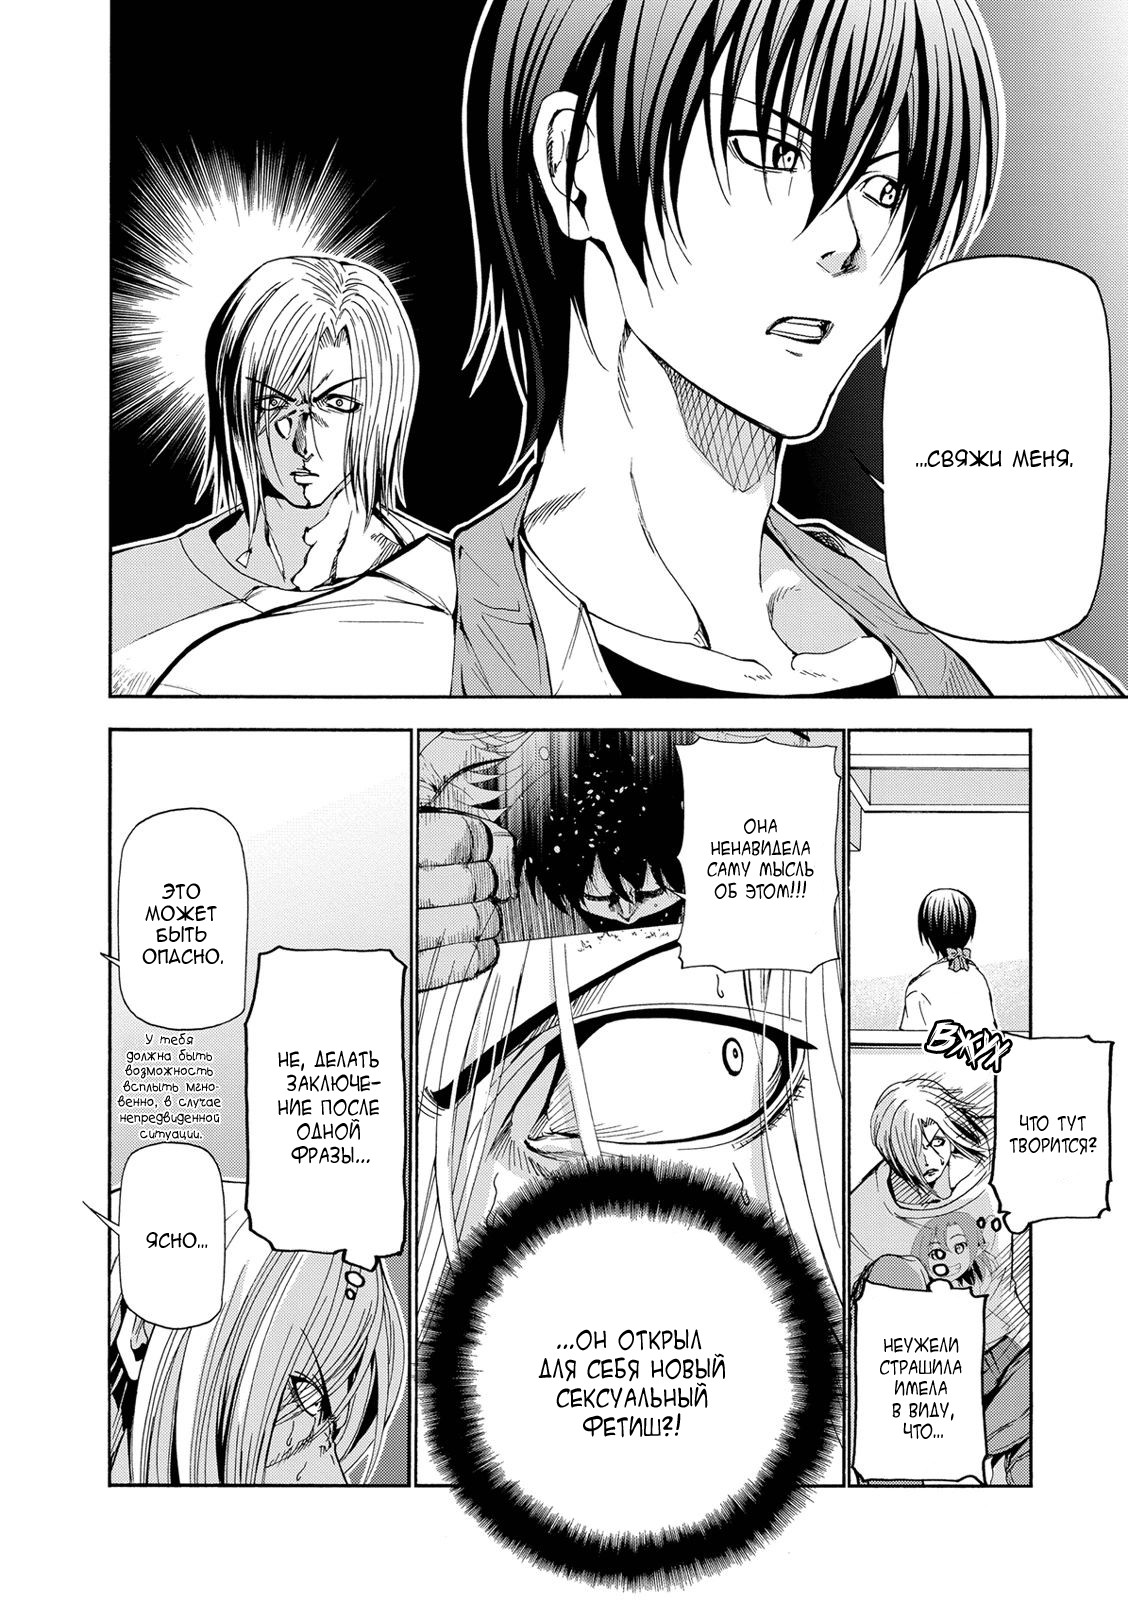 ...СВЯЖИ МЕНЯ.
ВЖУХ
ЧТО ТУТ
ТВОРИТСЯ?
НЕУЖЕЛИ
СТРАШИЛА
ИМЕЛА
В ВИДУ,
ЧТО...
ОНА
НЕНАВИДЕЛА
САМУ МЫСЛЬ
ОБ ЭТОМ!!!
...ОН ОТКРЫЛ
ДЛЯ СЕБЯ НОВЫЙ
СЕКСУАЛЬНЫЙ
ФЕТИШ?!
НЕ, ДЕЛАТЬ
ЗАКЛЮЧЕ-
НИЕ ПОСЛЕ
ОДНОЙ
ФРАЗЫ...
ЭТО
МОЖЕТ
БЫТЬ
ОПАСНО.
У тебя
должна быть
возможность
всплыть мгно-
венно, в случае
непредвиденной
ситуации.
ЯСНО...